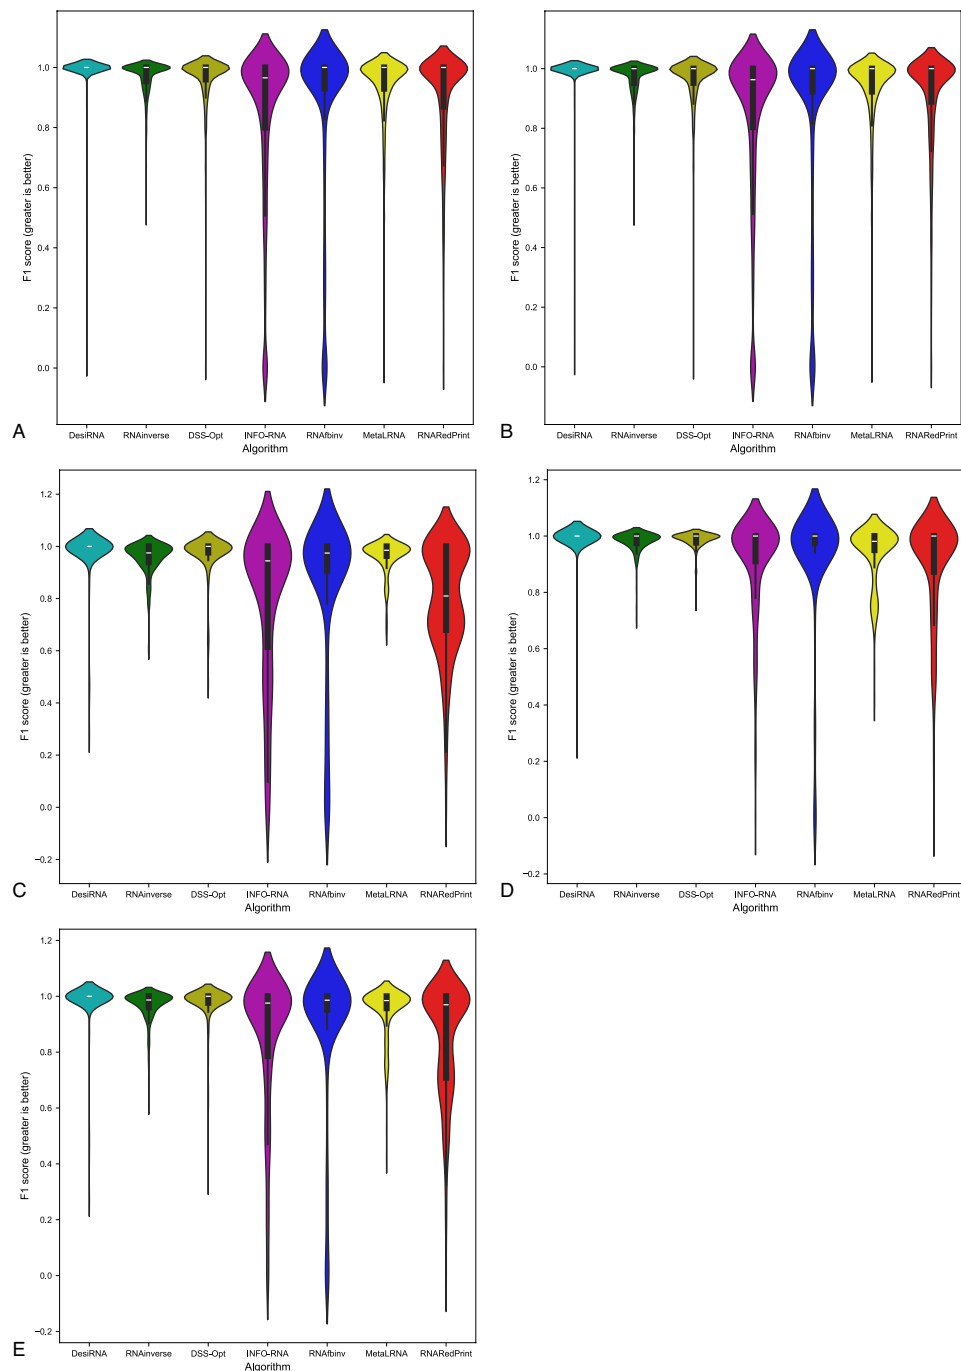 1.0
0.8
0.6
0.4
0.2
0.0
F1 score (greater is better)
DesiRNA RNAinverse DSS-Opt INFO-RNA RNAfbinv MetaLRNA RNARedPrint
Algorithm
A
1.0
0.8
0.6
0.4
0.2
0.0
F1 score (greater is better)
DesiRNA RNAinverse DSS-Opt INFO-RNA RNAfbinv MetaLRNA RNARedPrint
Algorithm
B
1.2
1.0
0.8
0.6
0.4
0.2
0.0
−0.2
F1 score (greater is better)
DesiRNA RNAinverse DSS-Opt INFO-RNA RNAfbinv MetaLRNA RNARedPrint
Algorithm
C
1.2
1.0
0.8
0.6
0.4
0.2
0.0
−0.2
F1 score (greater is better)
DesiRNA RNAinverse DSS-Opt INFO-RNA RNAfbinv MetaLRNA RNARedPrint
Algorithm
D
1.2
1.0
0.8
0.6
0.4
0.2
0.0
−0.2
F1 score (greater is better)
DesiRNA RNAinverse DSS-Opt INFO-RNA RNAfbinv MetaLRNA RNARedPrint
Algorithm
E